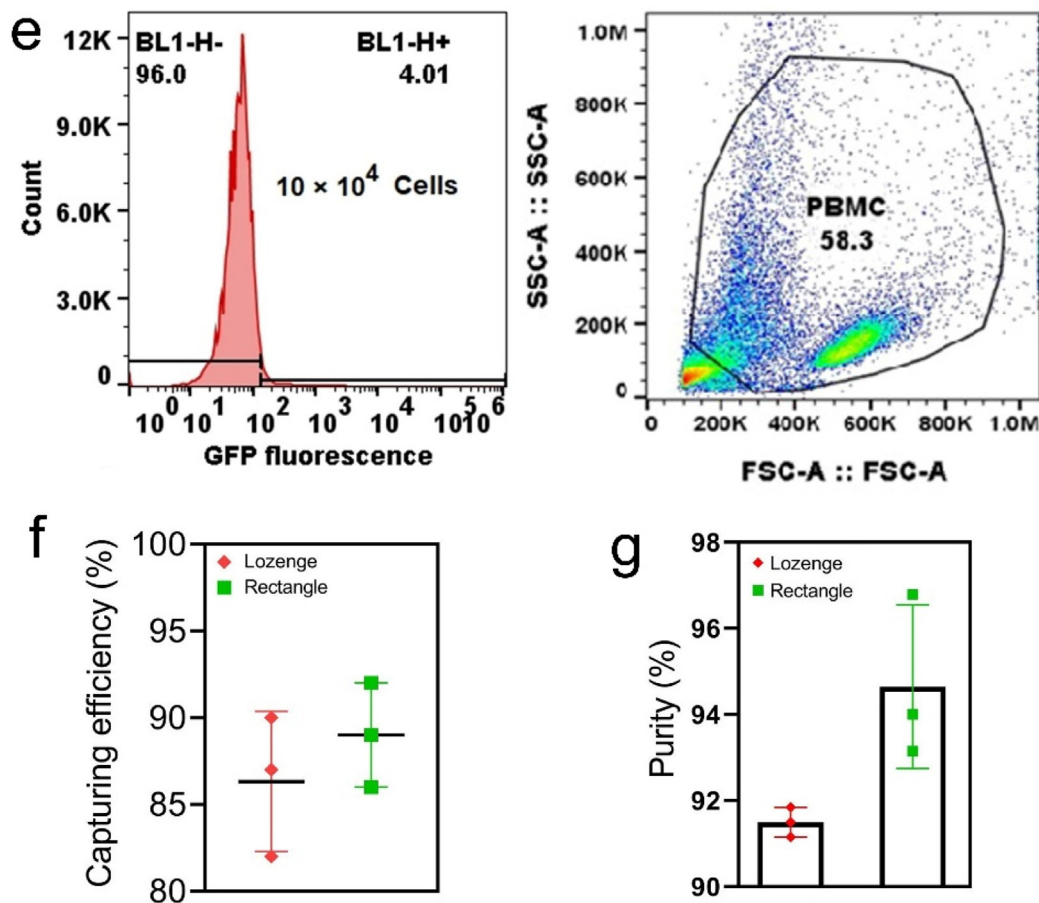 e
12K
9.0K
6.0K
3.0K
0
Count
BL1-H- BL1-H+
96.0 4.01
10 × 10⁴ Cells
10⁰ 10¹ 10² 10³ 10⁴ 10⁵ 10⁶
GFP fluorescence
1.0M
800K
600K
400K
200K
0
SSC-A :: SSC-A
PBMC
58.3
0 200K 400K 600K 800K 1.0M
FSC-A :: FSC-A
f
100
95
90
85
80
Capturing efficiency (%)
Lozenge
Rectangle
g
98
96
94
92
90
Purity (%)
Lozenge
Rectangle